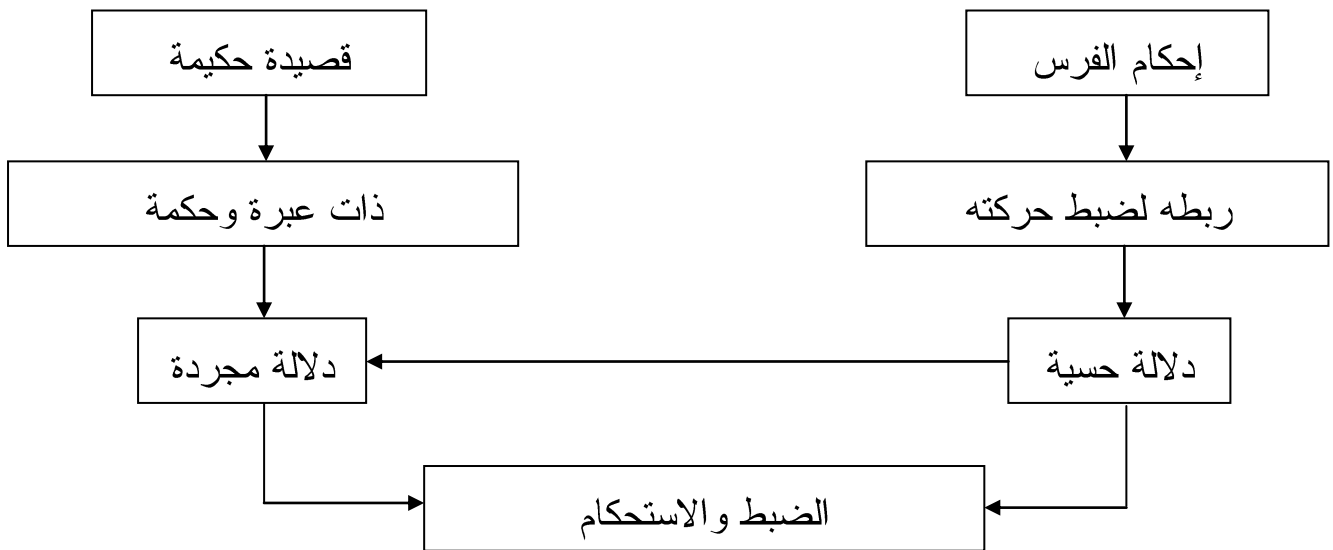 إحكام الفرس
قصيدة حكيمة
ربطه لضبط حركته
ذات عبرة وحكمة
دلالة حسية
دلالة مجردة
الضبط والاستحكام